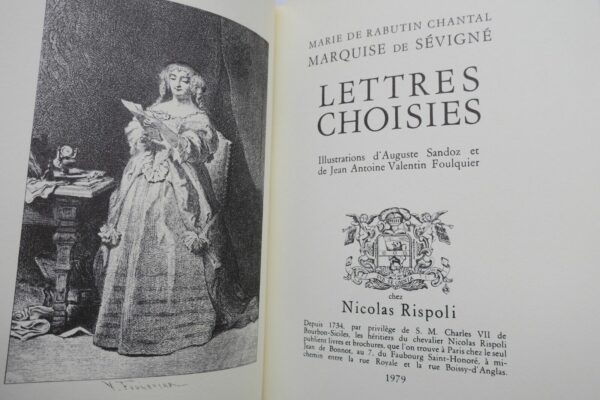 MARIE DE RABUTIN CHANTAL
MARQUISE DE SÉVIGNÉ
LETTRES
CHOISIES
Illustrations d'Auguste Sandoz et
de Jean Antoine Valentin Foulquier
chez
Nicolas Rispoli
Depuis 1734, par privilège de S. M. Charles VII de
Bourbon-Siciles, les héritiers du chevalier Nicolas Rispoli
publient livres et brochures, que l'on trouve à Paris chez le seul
Jean de Bonnot, au 7, du Faubourg Saint-Honoré, à mi-
chemin entre la rue Royale et la rue Boissy-d'Anglas.
1979
V. Foulquier